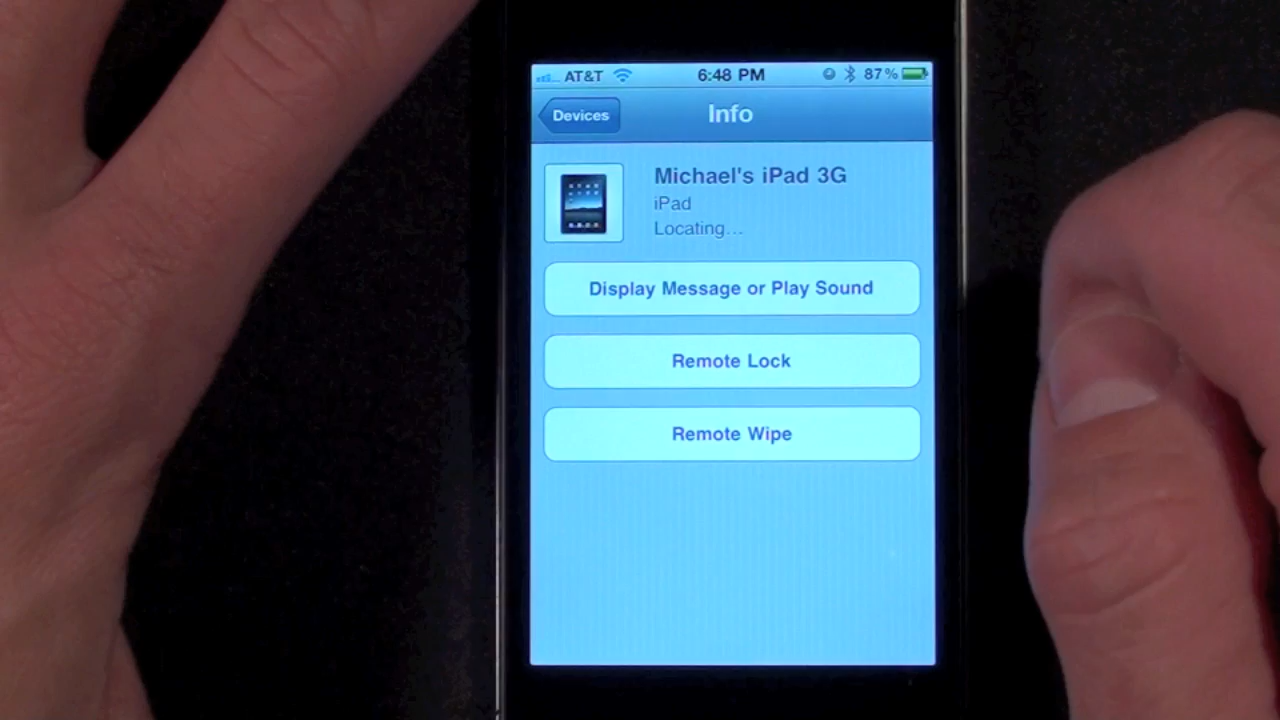 AT&T 6:48 PM 87%
Devices Info
Michael's iPad 3G
iPad
Locating...
Display Message or Play Sound
Remote Lock
Remote Wipe